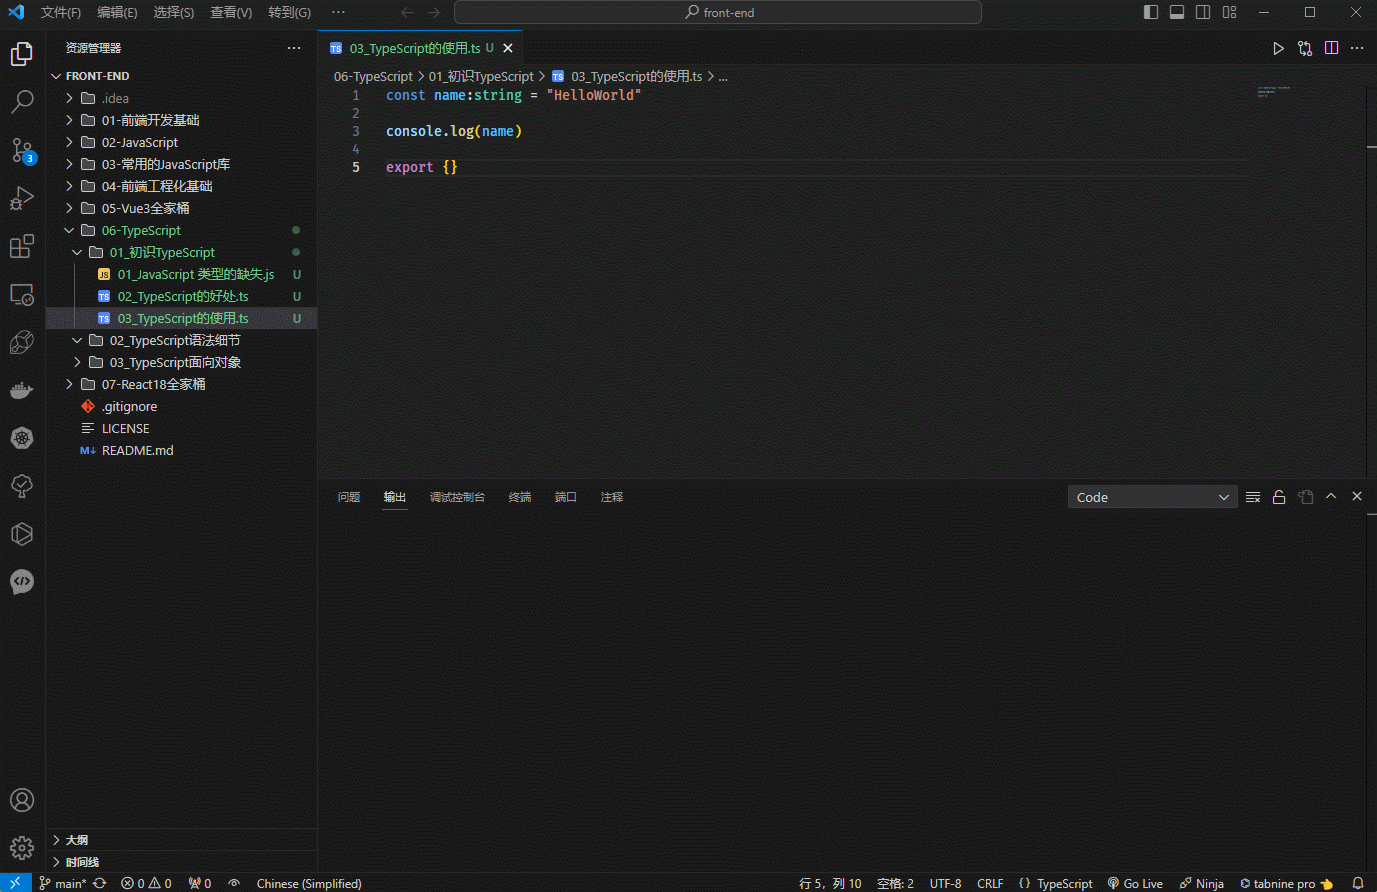 文件(F) 编辑(E) 选择(S) 查看(V) 转到(G) ··· front-end
资源管理器 ···
FRONT-END
.idea
01-前端开发基础
02-JavaScript
03-常用的JavaScript库
04-前端工程化基础
05-Vue3全家桶
06-TypeScript
01_初识TypeScript
JS 01_JavaScript 类型的缺失.js U
TS 02_TypeScript的好处.ts U
TS 03_TypeScript的使用.ts U
02_TypeScript语法细节
03_TypeScript面向对象
07-React18全家桶
.gitignore
LICENSE
M↓ README.md
大纲
时间线
3
TS 03_TypeScript的使用.ts U
06-TypeScript > 01_初识TypeScript > TS 03_TypeScript的使用.ts > ...
1 const name:string = "HelloWorld"
2
3 console.log(name)
4
5 export {}
问题 输出 调试控制台 终端 端口 注释 Code
main* 0 0 0 Chinese (Simplified) 行 5，列 10 空格: 2 UTF-8 CRLF {} TypeScript Go Live Ninja tabnine pro